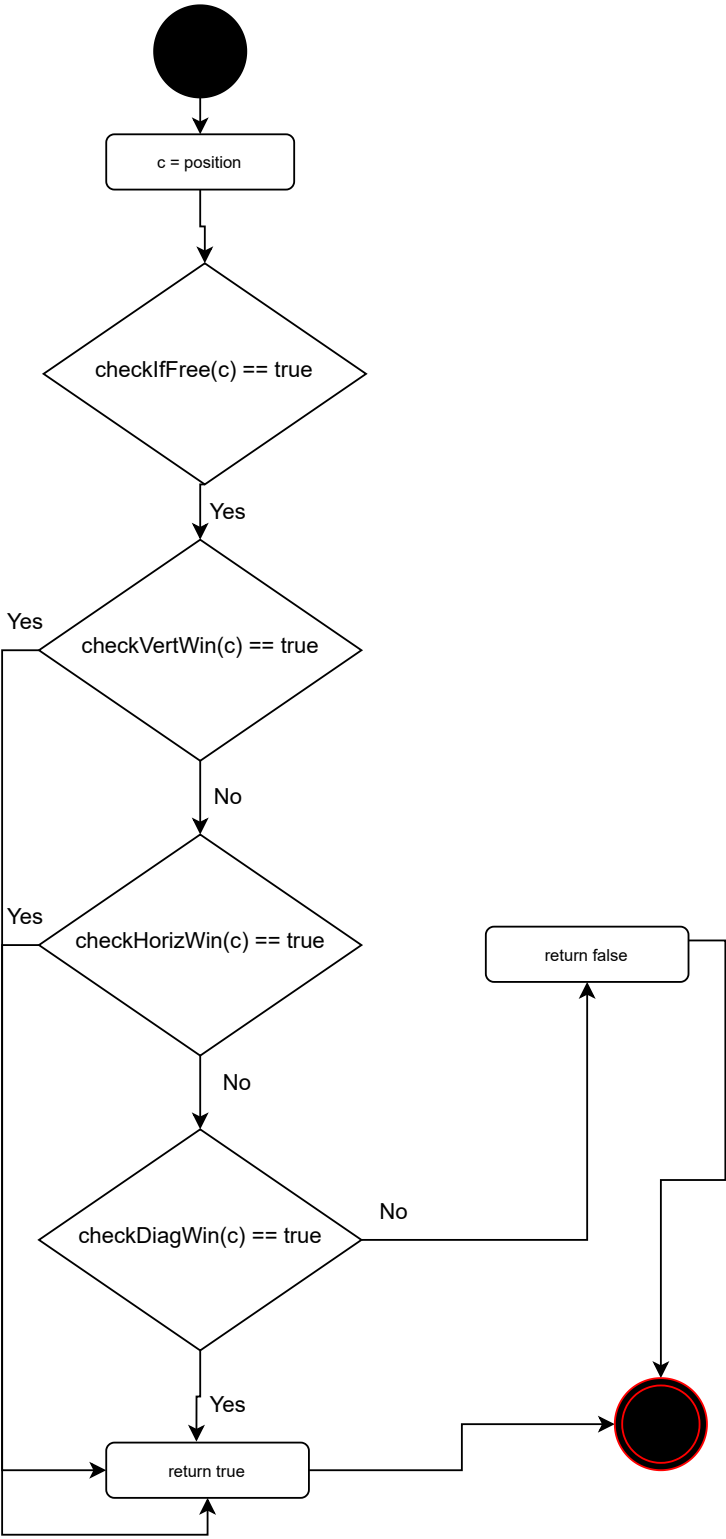 c = position
checkIfFree(c) == true
Yes
Yes
checkVertWin(c) == true
No
Yes
checkHorizWin(c) == true
return false
No
No
checkDiagWin(c) == true
Yes
return true